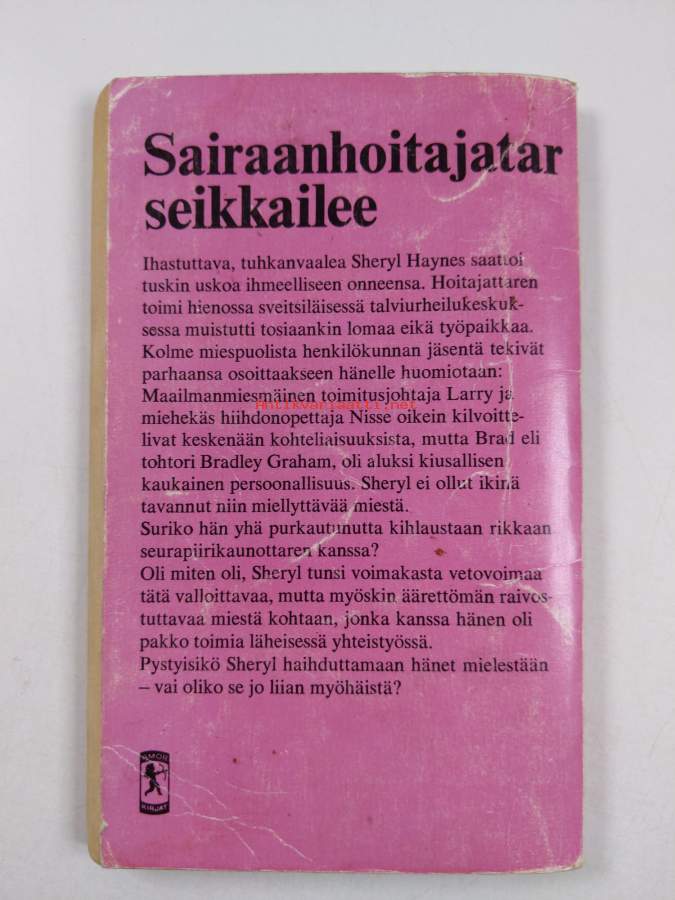 Sairaanhoitajatar
seikkailee
Ihastuttava, tuhkanvaalea Sheryl Haynes saattoi
tuskin uskoa ihmeelliseen onneensa. Hoitajattaren
toimi hienossa sveitsiläisessä talviurheilukeskuk-
sessa muistutti tosiaankin lomaa eikä työpaikkaa.
Kolme miespuolista henkilökunnan jäsentä tekivät
parhaansa osoittaakseen hänelle huomiotaan:
Maailmanmiesmäinen toimitusjohtaja Larry ja
Antikvariaatti.net
miehekäs hiihdonopettaja Nisse oikein kilvoitte-
livat keskenään kohteliaisuuksista, mutta Brad eli
tohtori Bradley Graham, oli aluksi kiusallisen
kaukainen persoonallisuus. Sheryl ei ollut ikinä
tavannut niin miellyttävää miestä.
Suriko hän yhä purkautunutta kihlaustaan rikkaan
seurapiirikaunottaren kanssa?
Oli miten oli, Sheryl tunsi voimakasta vetovoimaa
tätä valloittavaa, mutta myöskin äärettömän raivos-
tuttavaa miestä kohtaan, jonka kanssa hänen oli
pakko toimia läheisessä yhteistyössä.
Pystyisikö Sheryl haihduttamaan hänet mielestään
– vai oliko se jo liian myöhäistä?
AMOR
KIRJAT